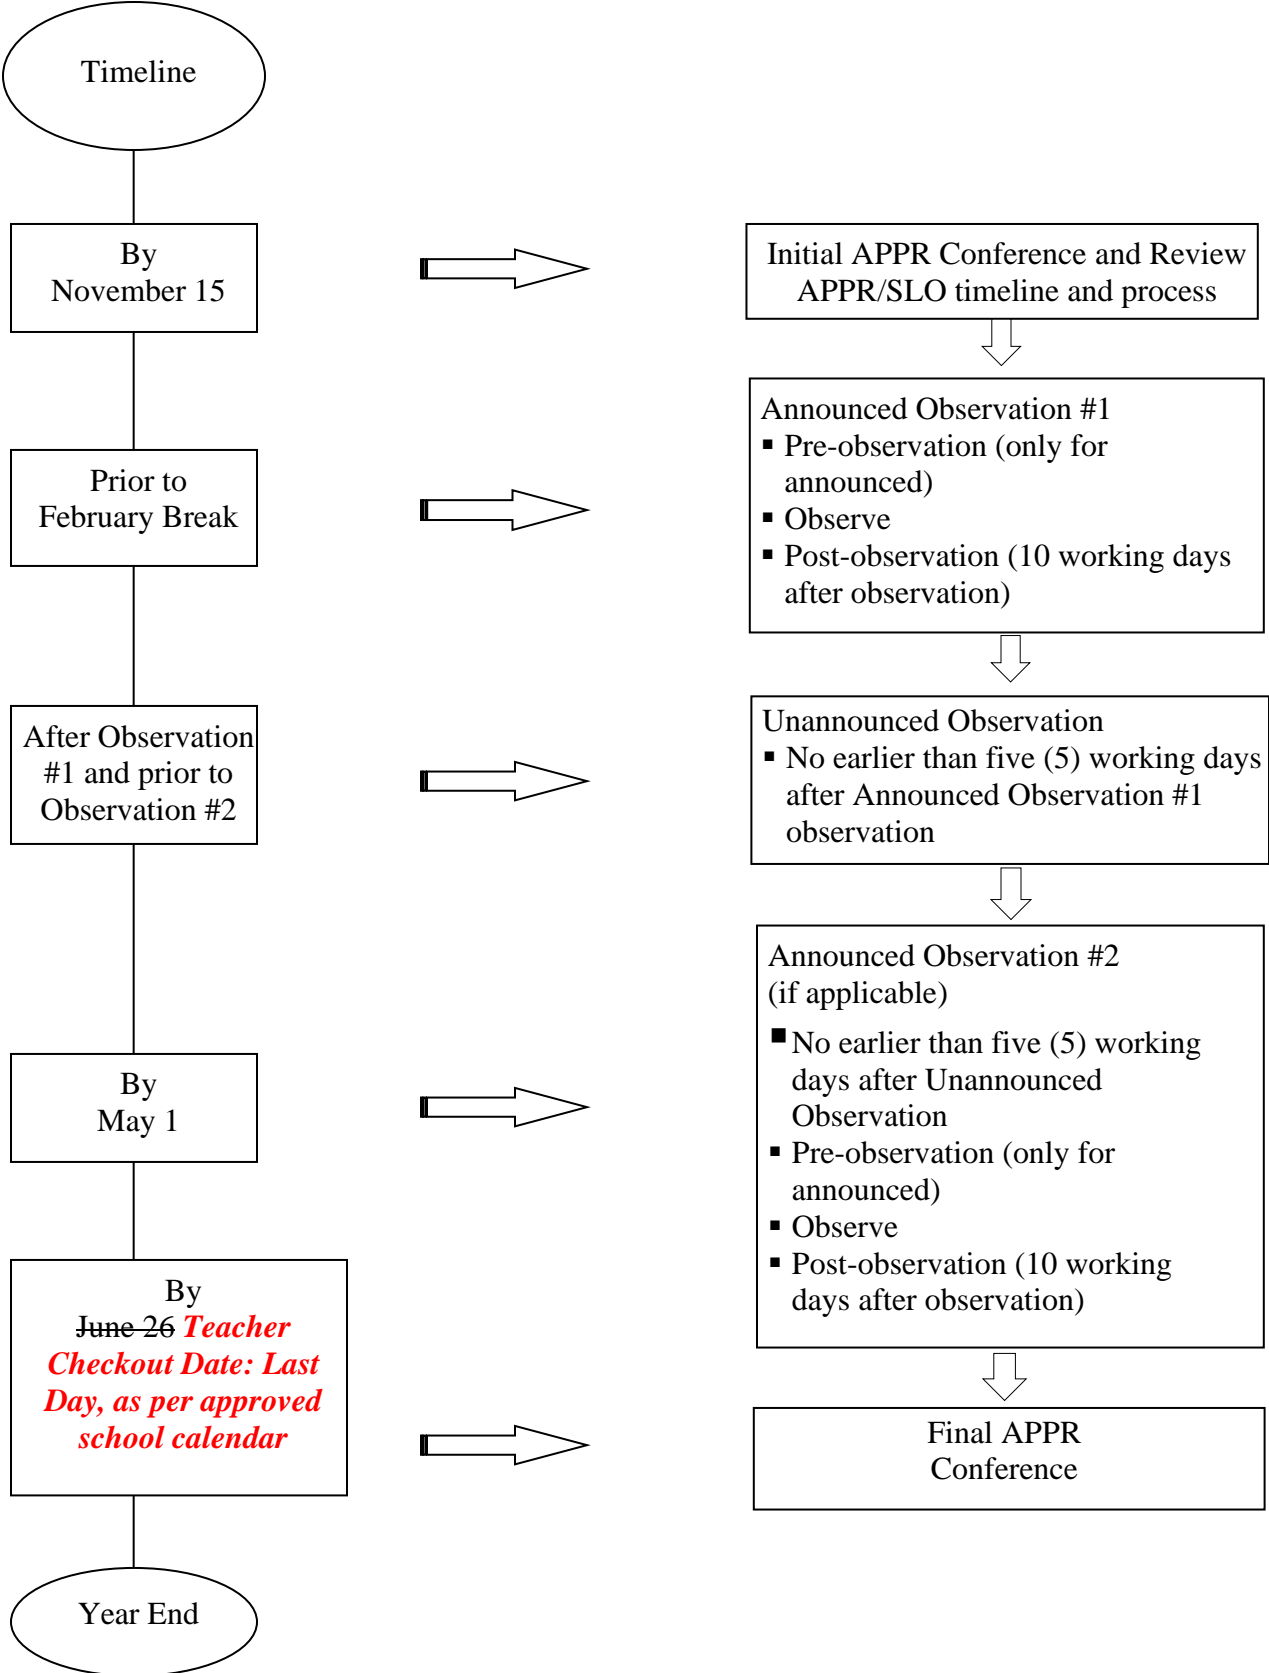 Timeline
By
November 15
Initial APPR Conference and Review
APPR/SLO timeline and process
Prior to
February Break
Announced Observation #1
▪ Pre-observation (only for
announced)
▪ Observe
▪ Post-observation (10 working days
after observation)
After Observation
#1 and prior to
Observation #2
Unannounced Observation
▪ No earlier than five (5) working days
after Announced Observation #1
observation
By
May 1
Announced Observation #2
(if applicable)
▪ No earlier than five (5) working
days after Unannounced
Observation
▪ Pre-observation (only for
announced)
▪ Observe
▪ Post-observation (10 working
days after observation)
By
June 26 Teacher
Checkout Date: Last
Day, as per approved
school calendar
Final APPR
Conference
Year End